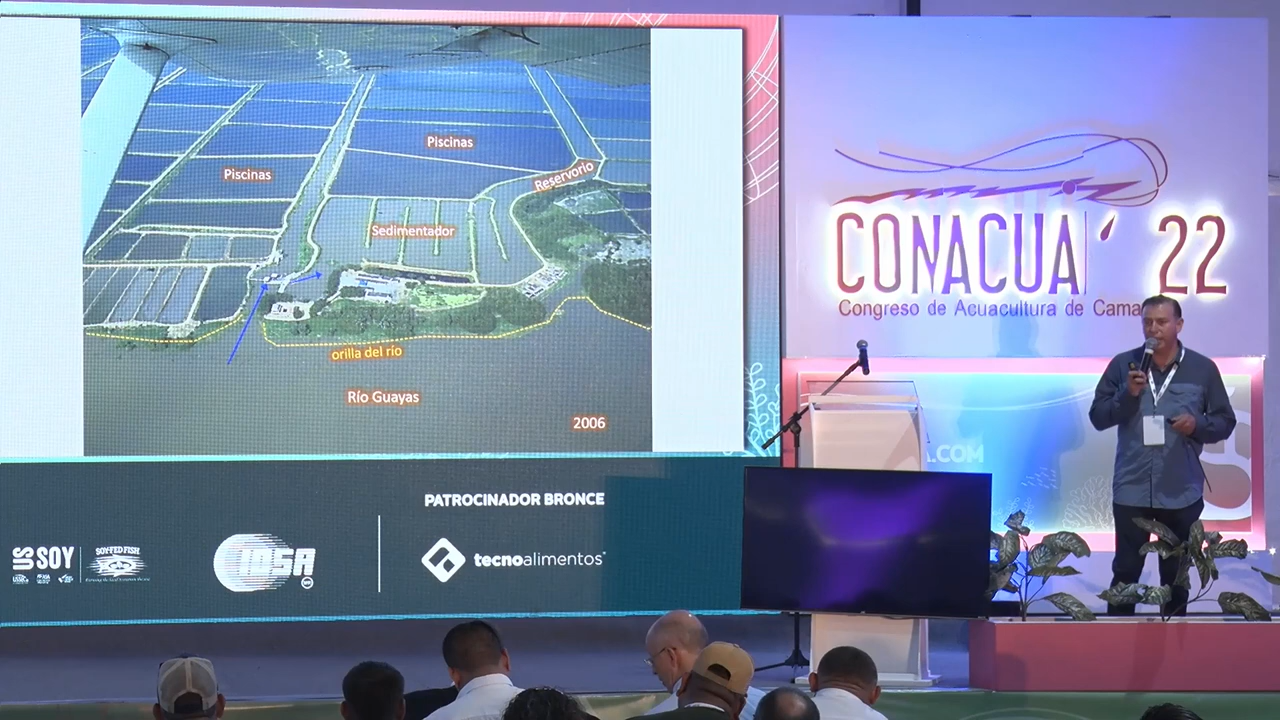 Piscinas
Piscinas
Reservorio
Sedimentador
orilla del río
Río Guayas
2006
PATROCINADOR BRONCE
US SOY
SOY-FED FISH
tecnoalimentos
CONACUA' 22
Congreso de Acuacultura de Cama
.COM